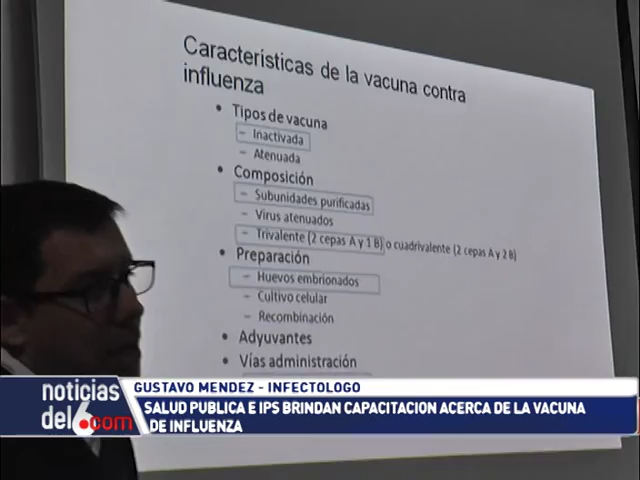 Características de la vacuna contra
influenza
• Tipos de vacuna
– Inactivada
– Atenuada
• Composición
– Subunidades purificadas
– Virus atenuados
– Trivalente (2 cepas A y 1 B) o cuadrivalente (2 cepas A y 2 B)
• Preparación
– Huevos embrionados
– Cultivo celular
– Recombinación
• Adyuvantes
• Vías administración
noticias
del6.com
GUSTAVO MENDEZ - INFECTOLOGO
SALUD PUBLICA E IPS BRINDAN CAPACITACION ACERCA DE LA VACUNA
DE INFLUENZA